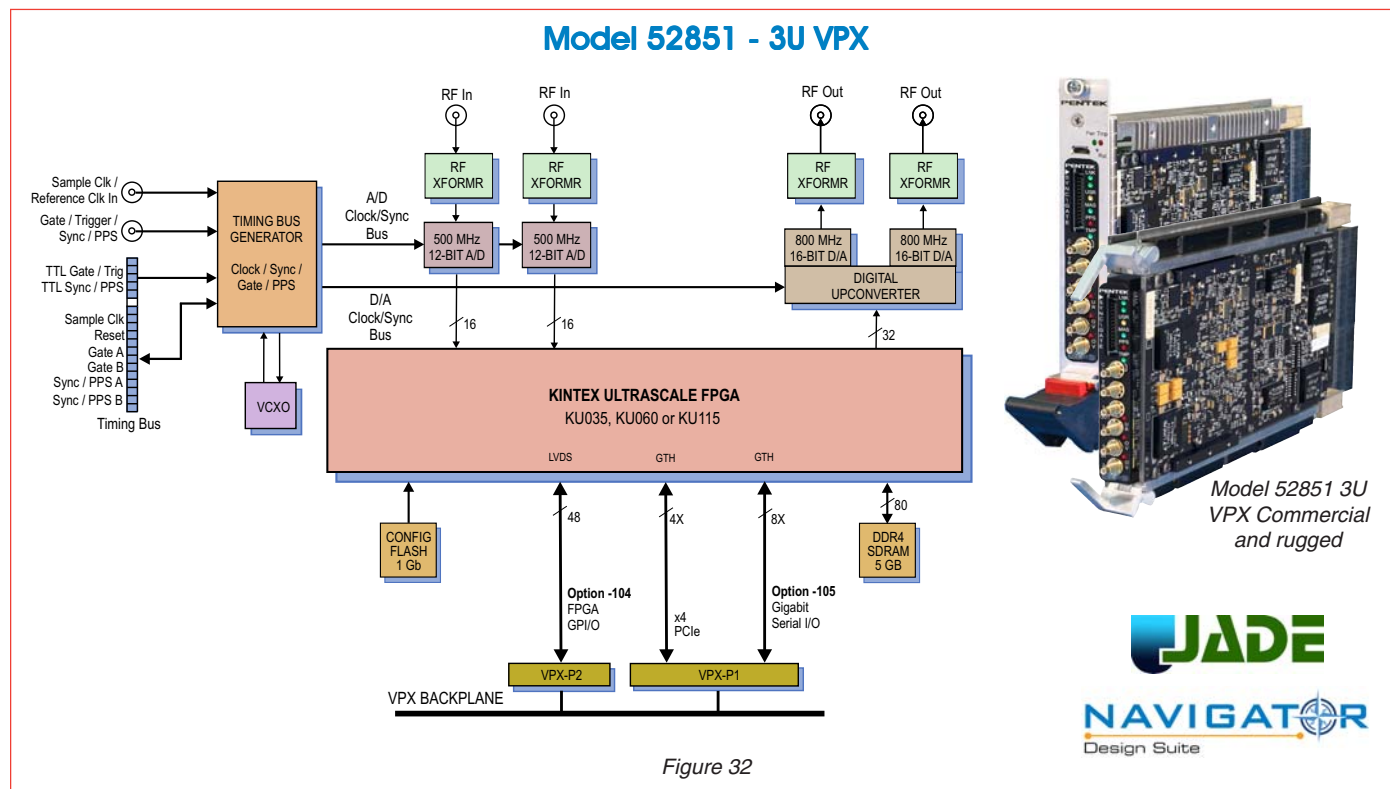 Model 52851 - 3U VPX
RF In
RF In
RF Out
RF Out
RF
XFORMR
RF
XFORMR
RF
XFORMR
RF
XFORMR
Sample Clk /
Reference Clk In
Gate / Trigger /
Sync / PPS
TTL Gate / Trig
TTL Sync / PPS
Sample Clk
Reset
Gate A
Gate B
Sync / PPS A
Sync / PPS B
Timing Bus
TIMING BUS
GENERATOR
Clock / Sync /
Gate / PPS
VCXO
A/D
Clock/Sync
Bus
D/A
Clock/Sync
Bus
500 MHz
12-BIT A/D
500 MHz
12-BIT A/D
800 MHz
16-BIT D/A
800 MHz
16-BIT D/A
DIGITAL
UPCONVERTER
16
16
32
KINTEX ULTRASCALE FPGA
KU035, KU060 or KU115
LVDS
GTH
GTH
48
4X
8X
80
CONFIG
FLASH
1 Gb
DDR4
SDRAM
5 GB
Option -104
FPGA
GPI/O
x4
PCIe
Option -105
Gigabit
Serial I/O
VPX-P2
VPX-P1
VPX BACKPLANE
Figure 32
PENTEK
PENTEK
PENTEK
Model 52851 3U
VPX Commercial
and rugged
JADE
NAVIGATOR
Design Suite